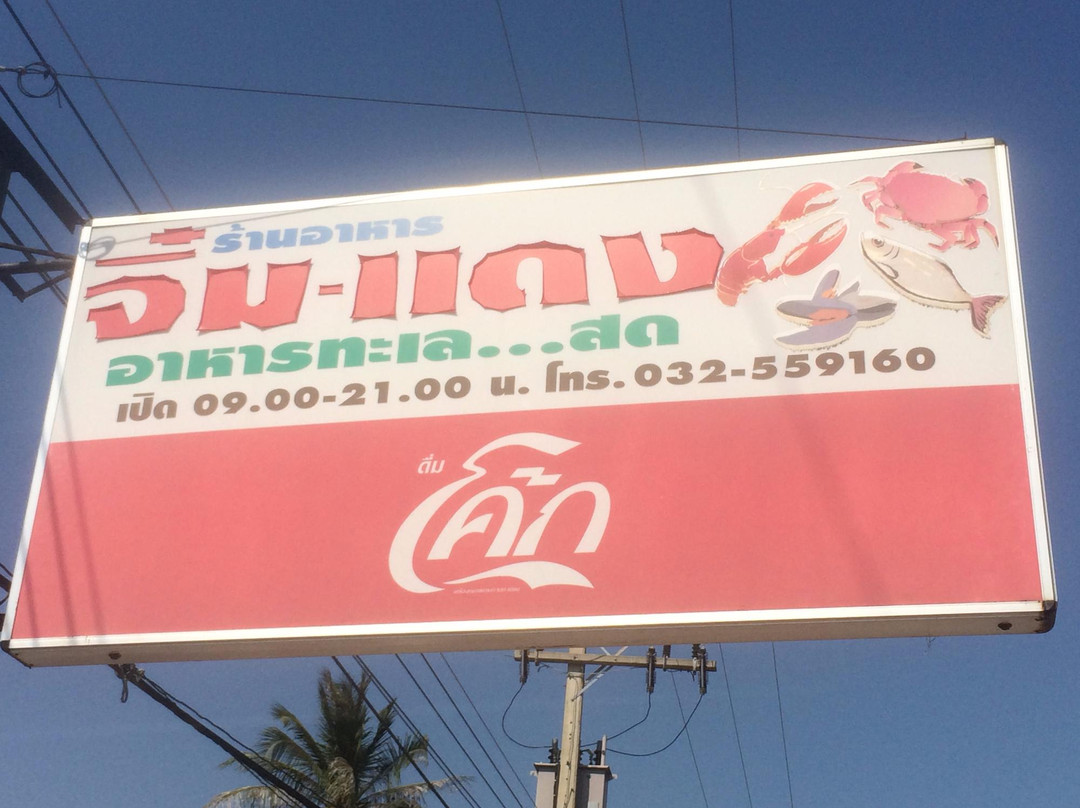 ร้านอาหาร
จิ๋ม-แดง
อาหารทะเล...สด
เปิด 09.00-21.00 น. โทร. 032-559160
ดื่ม
โค้ก